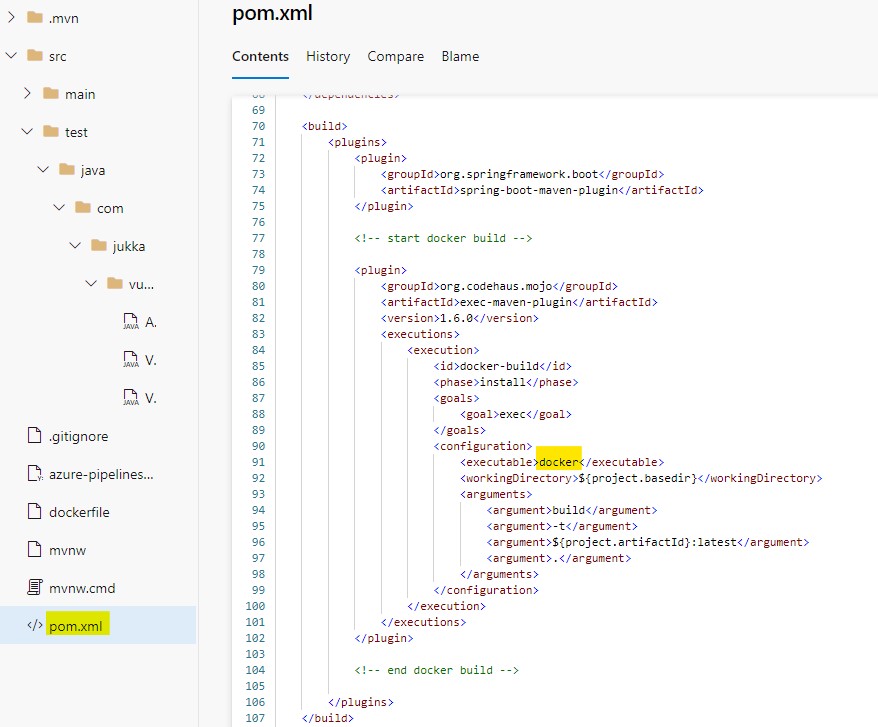 .mvn
src
main
test
java
com
jukka
vu...
JAVA A.
JAVA V.
JAVA V.
.gitignore
azure-pipelines...
dockerfile
mvnw
mvnw.cmd
</> pom.xml
pom.xml
Contents History Compare Blame
68 </dependencies>
69
70 <build>
71 <plugins>
72 <plugin>
73 <groupId>org.springframework.boot</groupId>
74 <artifactId>spring-boot-maven-plugin</artifactId>
75 </plugin>
76
77 <!-- start docker build -->
78
79 <plugin>
80 <groupId>org.codehaus.mojo</groupId>
81 <artifactId>exec-maven-plugin</artifactId>
82 <version>1.6.0</version>
83 <executions>
84 <execution>
85 <id>docker-build</id>
86 <phase>install</phase>
87 <goals>
88 <goal>exec</goal>
89 </goals>
90 <configuration>
91 <executable>docker</executable>
92 <workingDirectory>${project.basedir}</workingDirectory>
93 <arguments>
94 <argument>build</argument>
95 <argument>-t</argument>
96 <argument>${project.artifactId}:latest</argument>
97 <argument>.</argument>
98 </arguments>
99 </configuration>
100 </execution>
101 </executions>
102 </plugin>
103
104 <!-- end docker build -->
105
106 </plugins>
107 </build>